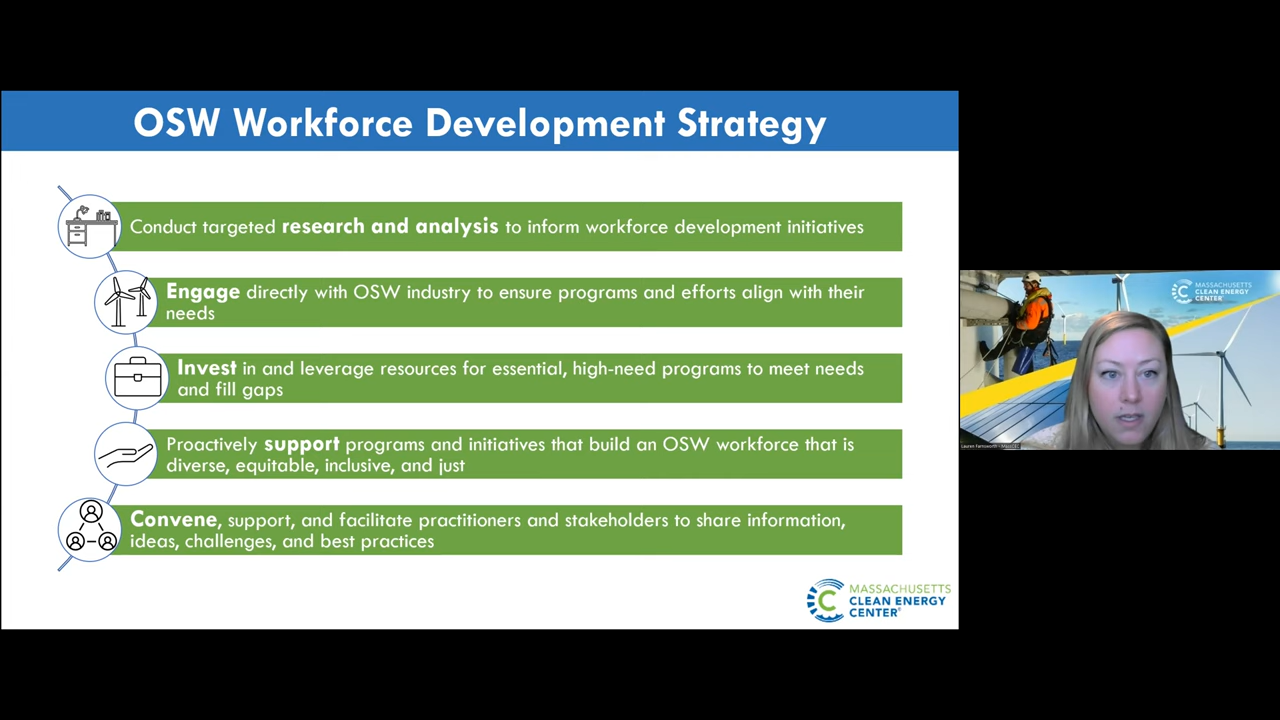 OSW Workforce Development Strategy
Conduct targeted research and analysis to inform workforce development initiatives
Engage directly with OSW industry to ensure programs and efforts align with their
needs
Invest in and leverage resources for essential, high-need programs to meet needs
and fill gaps
Proactively support programs and initiatives that build an OSW workforce that is
diverse, equitable, inclusive, and just
Convene, support, and facilitate practitioners and stakeholders to share information,
ideas, challenges, and best practices
MASSACHUSETTS
CLEAN ENERGY
CENTER
MASSACHUSETTS
CLEAN ENERGY
CENTER
Lauren Farnsworth - MassCEC